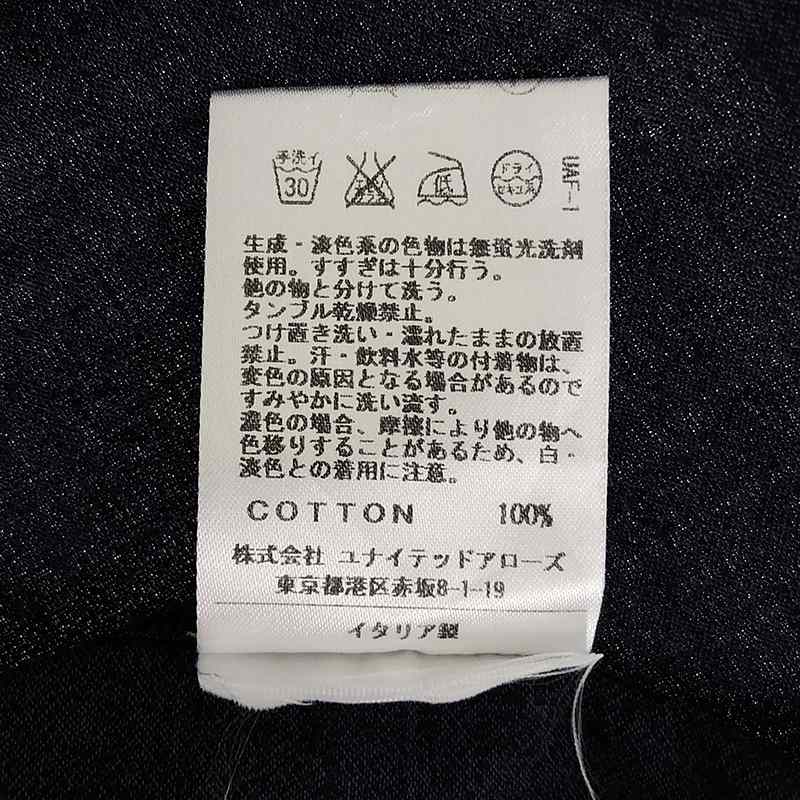 手洗イ
30
エンソ
サラシ
低
ドライ
セキユ系
UAF-1
生成・淡色系の色物は無蛍光洗剤
使用。すすぎは十分行う。
他の物と分けて洗う。
タンブル乾燥禁止。
つけ置き洗い・濡れたままの放置
禁止。汗・飲料水等の付着物は、
変色の原因となる場合があるので
すみやかに洗い流す。
濃色の場合、摩擦により他の物へ
色移りすることがあるため、白・
淡色との着用に注意。
COTTON 100%
株式会社 ユナイテッドアローズ
東京都港区赤坂8-1-19
イタリア製